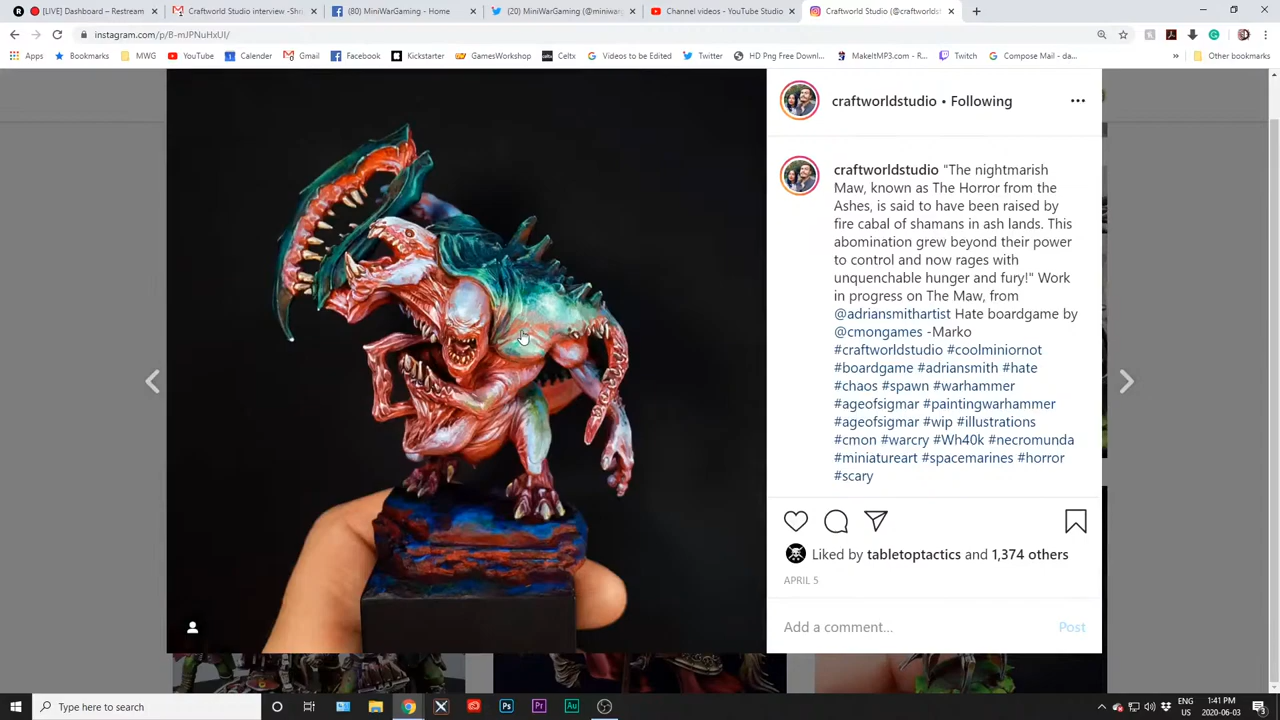 [LIVE] Dashboard – Restream
Craftworld Studio interview -She
(80) MiniWarGaming - Home
(20) MiniWarGaming (@miniwarg
Channel videos - YouTube Studio
Craftworld Studio (@craftworlds
instagram.com/p/B-mJPNuHxUI/
Apps
Bookmarks
MWG
YouTube
Calender
Gmail
Facebook
Kickstarter
GamesWorkshop
Celtx
Videos to be Edited
Twitter
HD Png Free Downl...
MakeItMP3.com - R...
Twitch
Compose Mail - da...
»
Other bookmarks
craftworldstudio • Following
craftworldstudio "The nightmarish
Maw, known as The Horror from the
Ashes, is said to have been raised by
fire cabal of shamans in ash lands. This
abomination grew beyond their power
to control and now rages with
unquenchable hunger and fury!" Work
in progress on The Maw, from
@adriansmithartist Hate boardgame by
@cmongames -Marko
#craftworldstudio #coolminiornot
#boardgame #adriansmith #hate
#chaos #spawn #warhammer
#ageofsigmar #paintingwarhammer
#ageofsigmar #wip #illustrations
#cmon #warcry #Wh40k #necromunda
#miniatureart #spacemarines #horror
#scary
Liked by tabletoptactics and 1,374 others
APRIL 5
Add a comment...
Post
Type here to search
Ps
Pr
Au
ENG
US
1:41 PM
2020-06-03